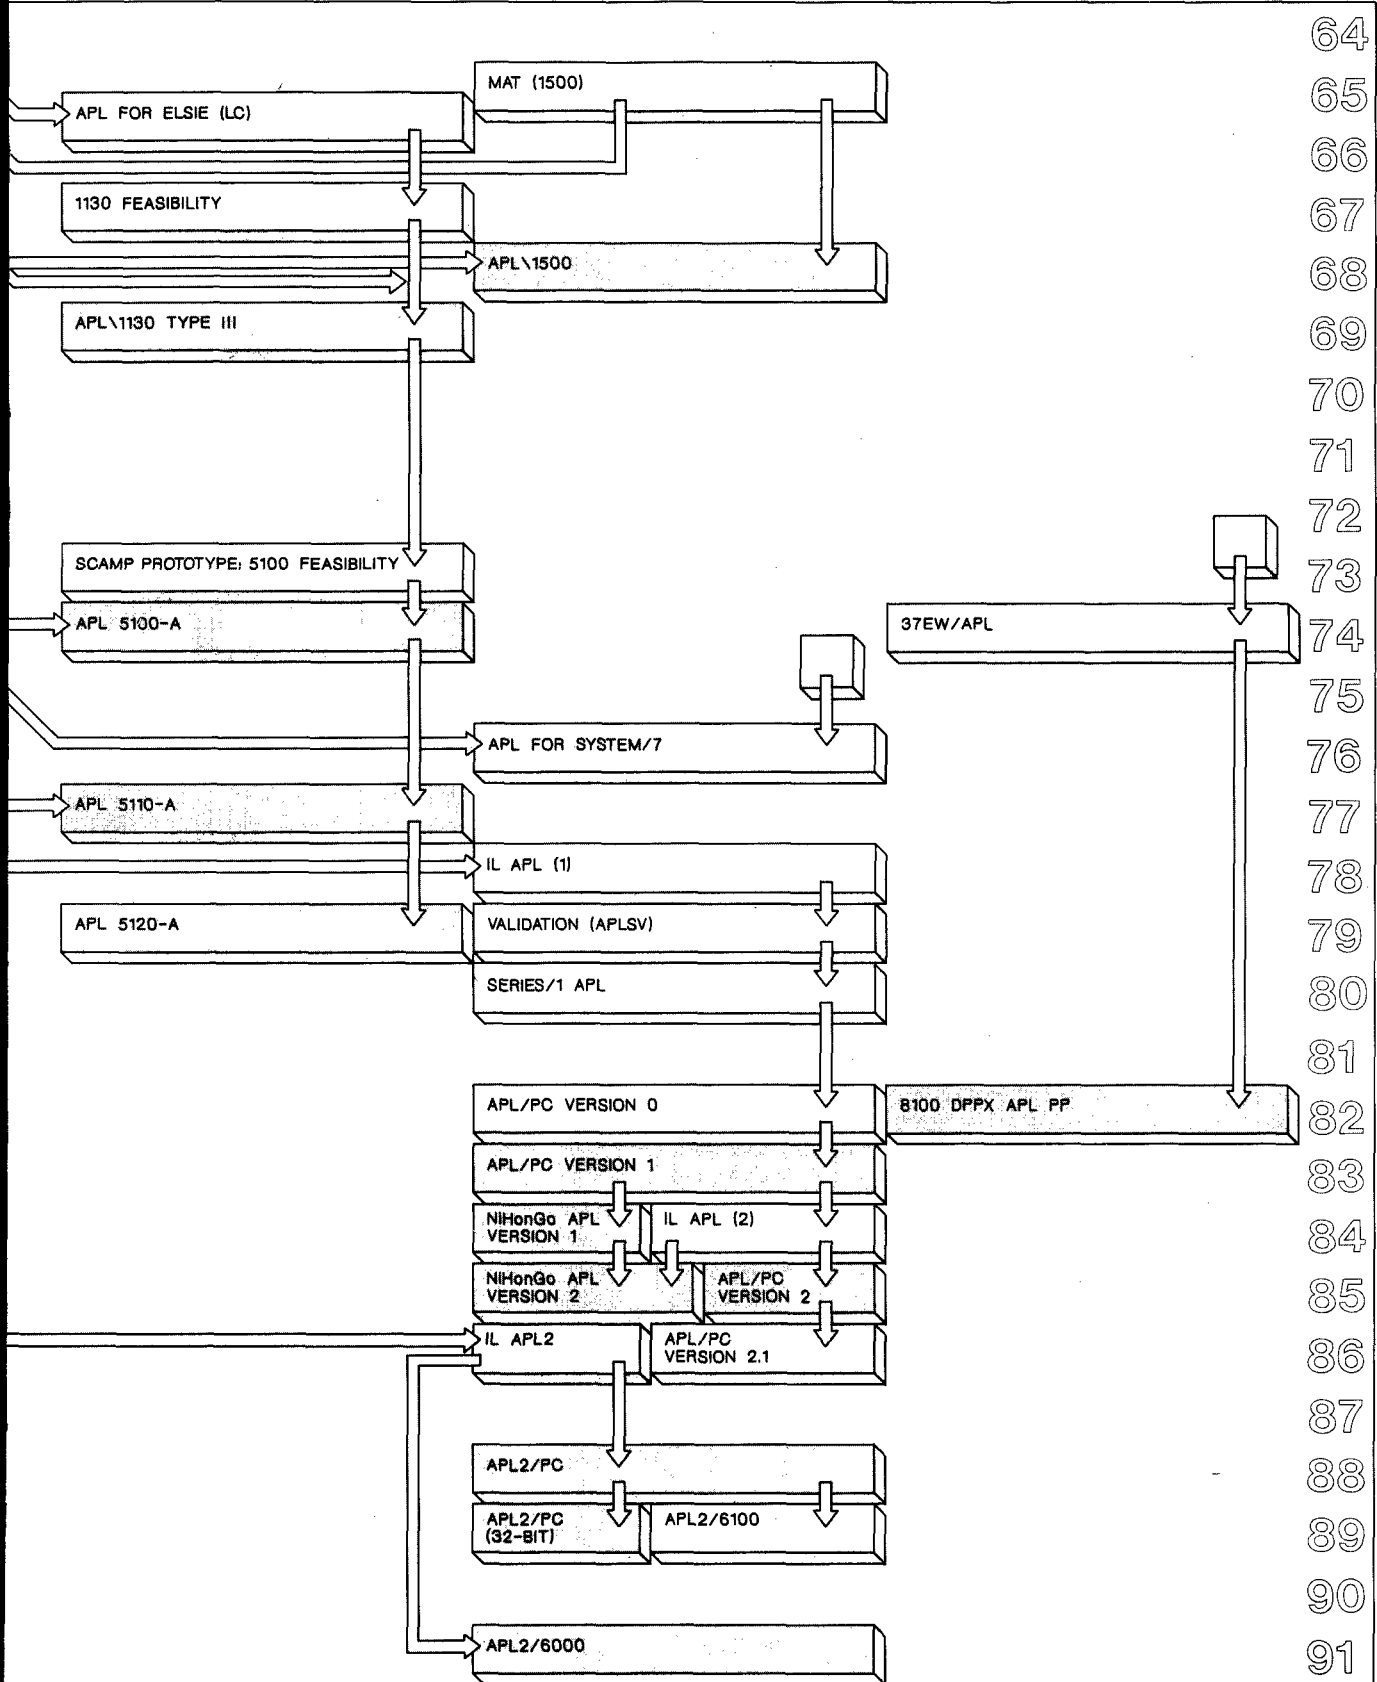 64
MAT (1500)
65
APL FOR ELSIE (LC)
66
1130 FEASIBILITY
67
APL\1500
68
APL\1130 TYPE III
69
70
71
72
SCAMP PROTOTYPE: 5100 FEASIBILITY
73
APL 5100-A
37EW/APL
74
75
APL FOR SYSTEM/7
76
APL 5110-A
77
IL APL (1)
78
APL 5120-A
VALIDATION (APLSV)
79
SERIES/1 APL
80
81
APL/PC VERSION 0
8100 DPPX APL PP
82
APL/PC VERSION 1
83
NiHonGo APL
VERSION 1
IL APL (2)
84
NiHonGo APL
VERSION 2
APL/PC
VERSION 2
85
IL APL2
APL/PC
VERSION 2.1
86
87
APL2/PC
88
APL2/PC
(32-BIT)
APL2/6100
89
90
APL2/6000
91